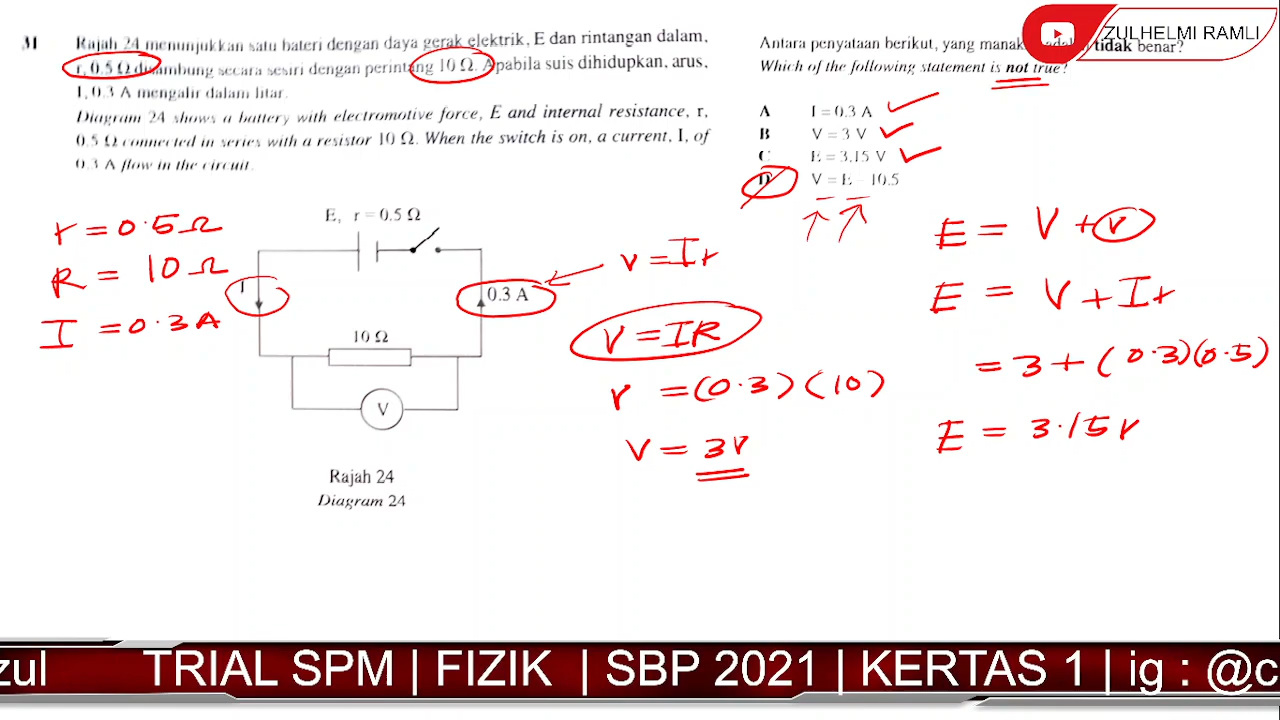 31 Rajah 24 menunjukkan satu bateri dengan daya gerak elektrik, E dan rintangan dalam,
r, 0.5 Ω disambung secara sesiri dengan perintang 10 Ω. Apabila suis dihidupkan, arus,
I, 0.3 A mengalir dalam litar.
Diagram 24 shows a battery with electromotive force, E and internal resistance, r,
0.5 Ω connected in series with a resistor 10 Ω. When the switch is on, a current, I, of
0.3 A flow in the circuit.
E, r = 0.5 Ω
I
0.3 A
10 Ω
V
Rajah 24
Diagram 24
r = 0.5 Ω
R = 10 Ω
I = 0.3 A
v = Ir
V = IR
V = (0.3)(10)
V = 3V
ZULHELMI RAMLI
Antara penyataan berikut, yang manakah tidak benar?
Which of the following statement is not true?
A I = 0.3 A
B V = 3 V
C E = 3.15 V
D V = E – 10.5
E = V + v
E = V + Ir
= 3 + (0.3)(0.5)
E = 3.15V
zul TRIAL SPM | FIZIK | SBP 2021 | KERTAS 1 | ig : @c